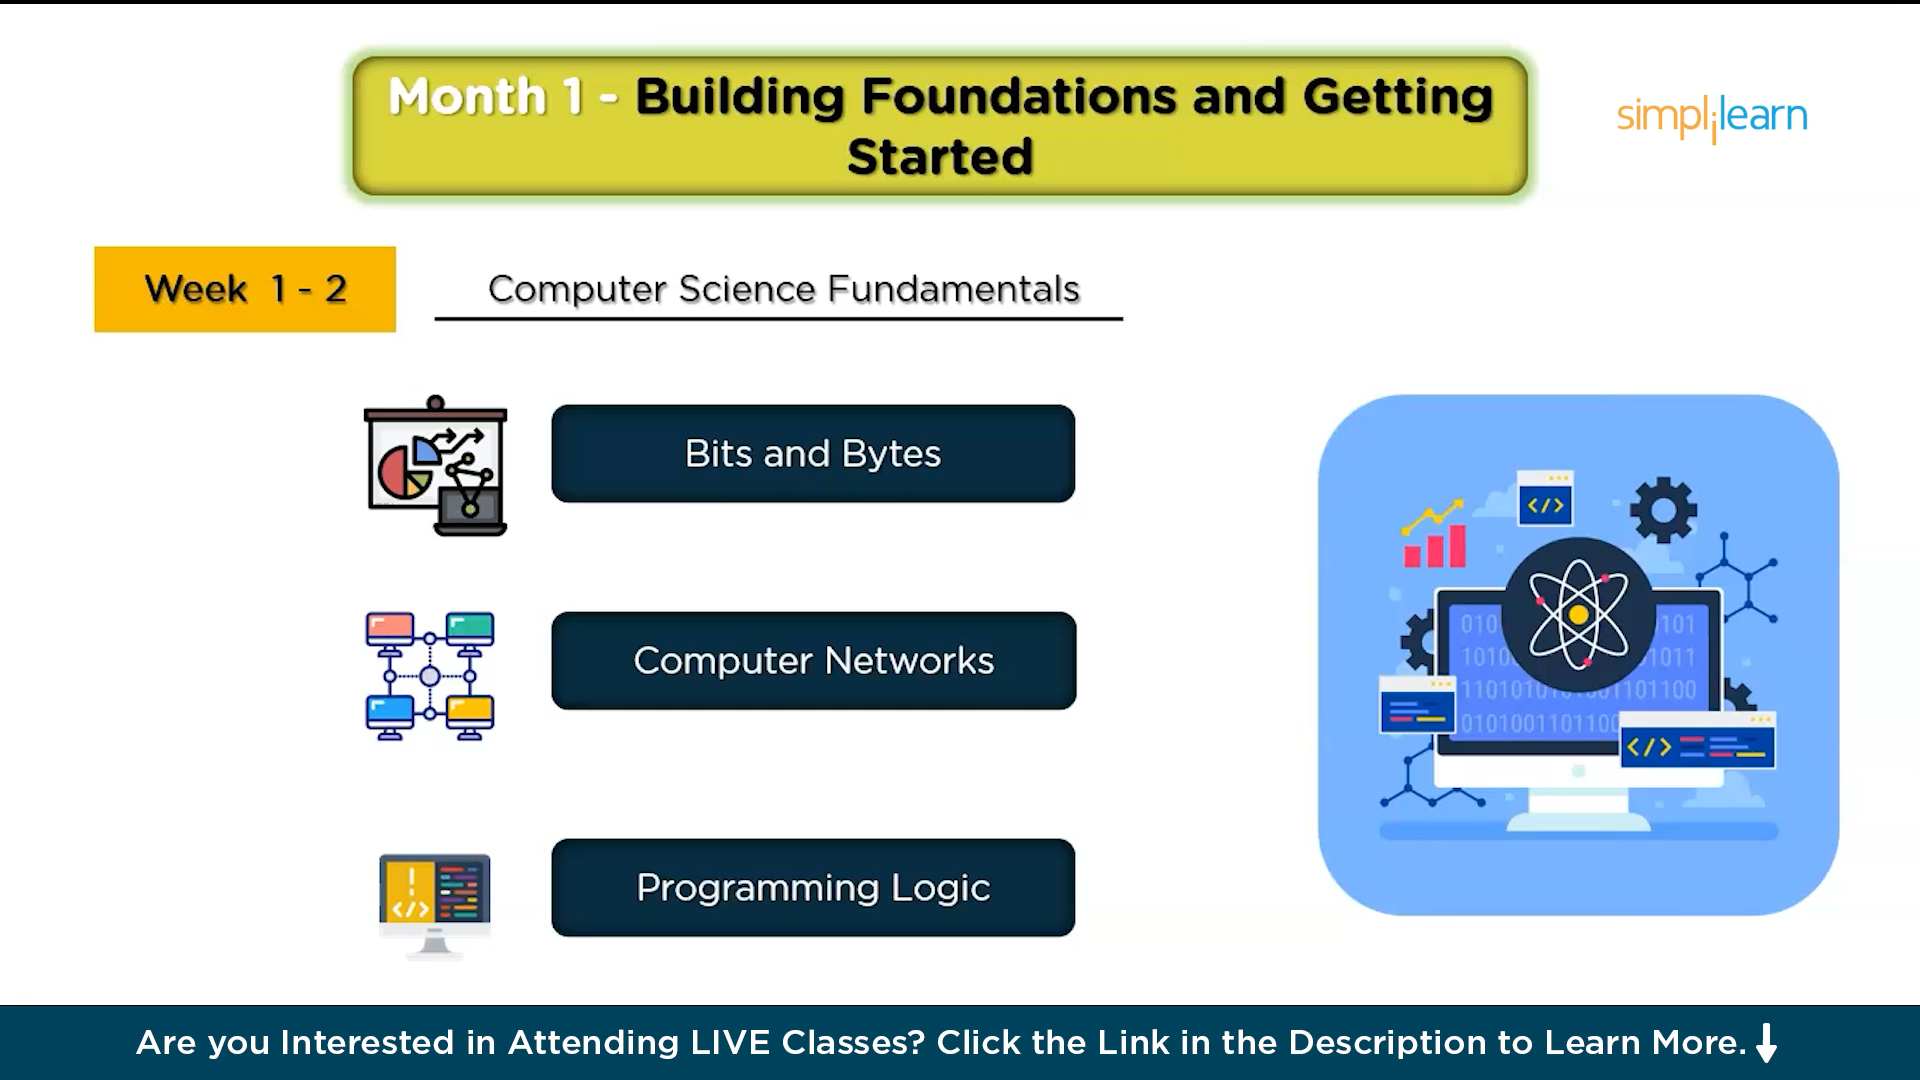 Month 1 - Building Foundations and Getting
Started
simplilearn
Week 1 - 2
Computer Science Fundamentals
Bits and Bytes
Computer Networks
Programming Logic
</>
</>
</>
Are you Interested in Attending LIVE Classes? Click the Link in the Description to Learn More.